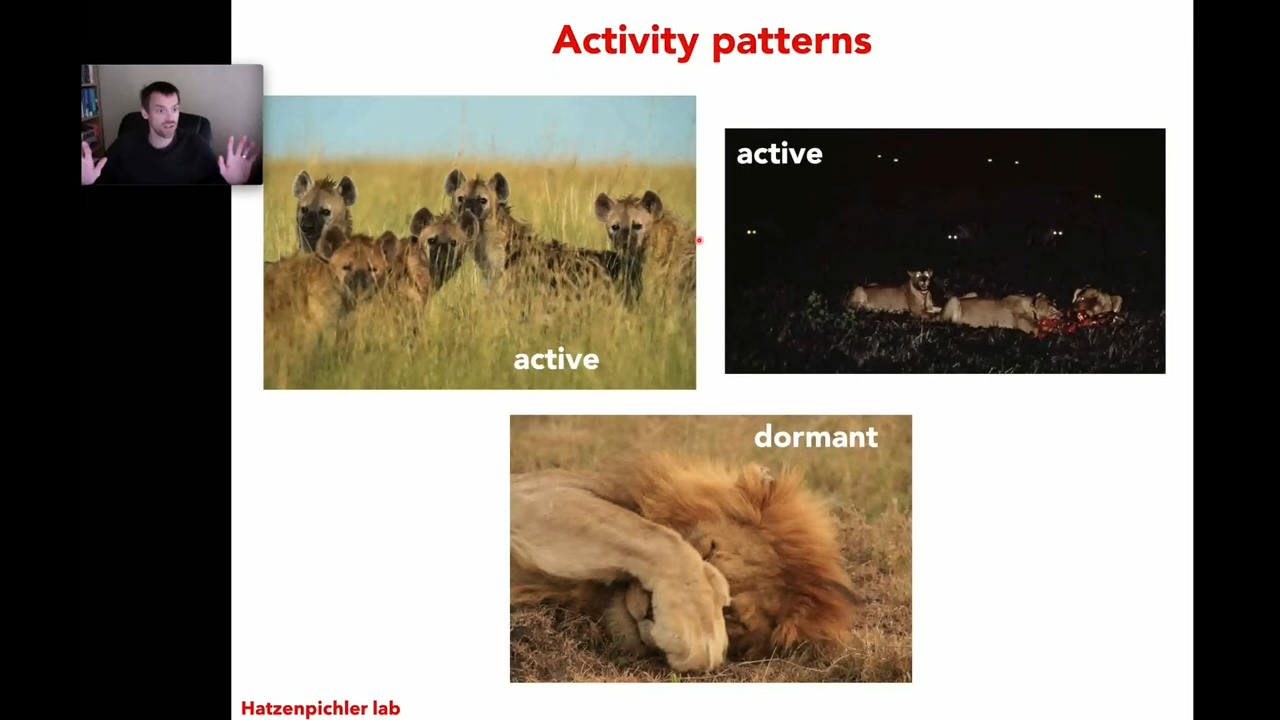 Activity patterns
active
active
dormant
Hatzenpichler lab